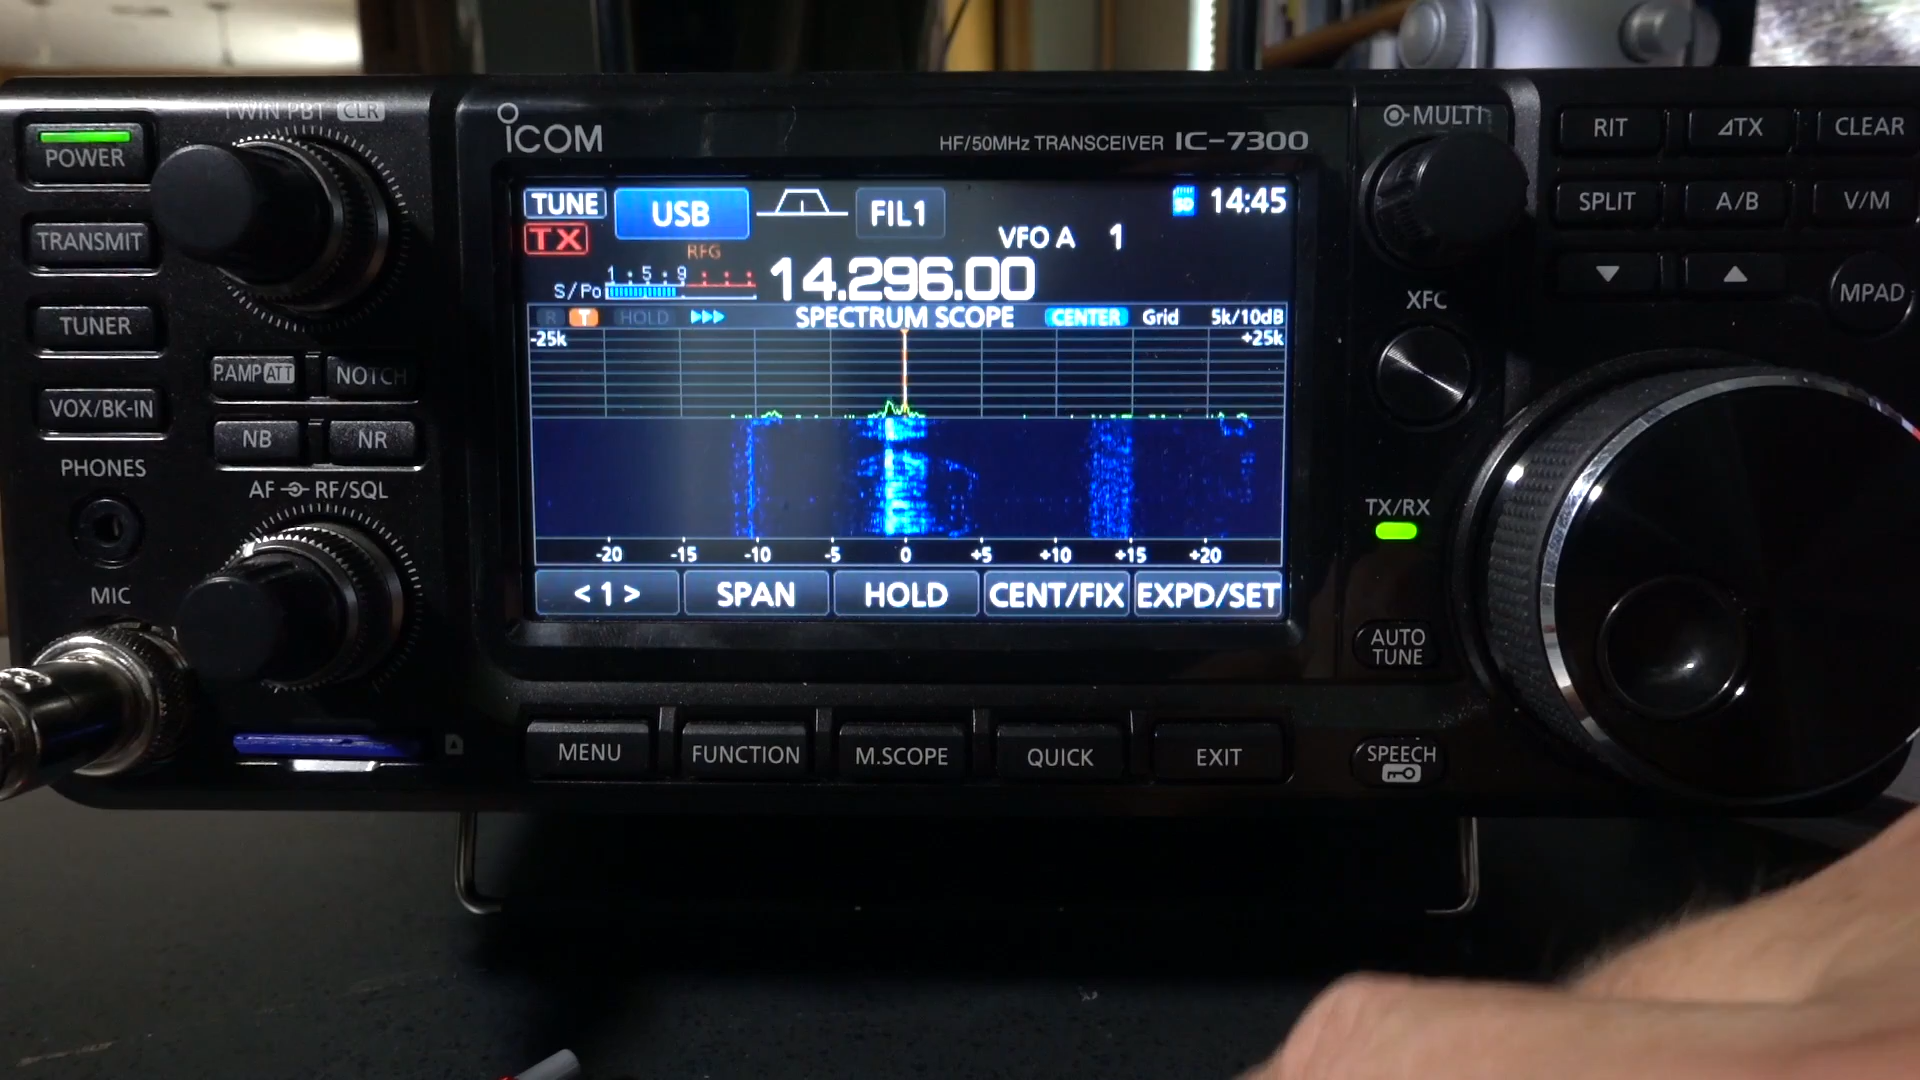 POWER
TRANSMIT
TUNER
VOX/BK-IN
PHONES
MIC
TWIN PBT CLR
P.AMP ATT
NOTCH
NB
NR
AF RF/SQL
ICOM
HF/50MHz TRANSCEIVER IC-7300
TUNE USB FIL1 SD 14:45
TX
RFG
VFO A 1
1 5 9
S/Po
14.296.00
R T HOLD SPECTRUM SCOPE CENTER Grid 5k/10dB
-25k +25k
-20 -15 -10 -5 0 +5 +10 +15 +20
< 1 > SPAN HOLD CENT/FIX EXPD/SET
MENU FUNCTION M.SCOPE QUICK EXIT
MULTI
XFC
TX/RX
AUTO
TUNE
SPEECH
RIT ⊿TX CLEAR
SPLIT A/B V/M
▼ ▲ MPAD